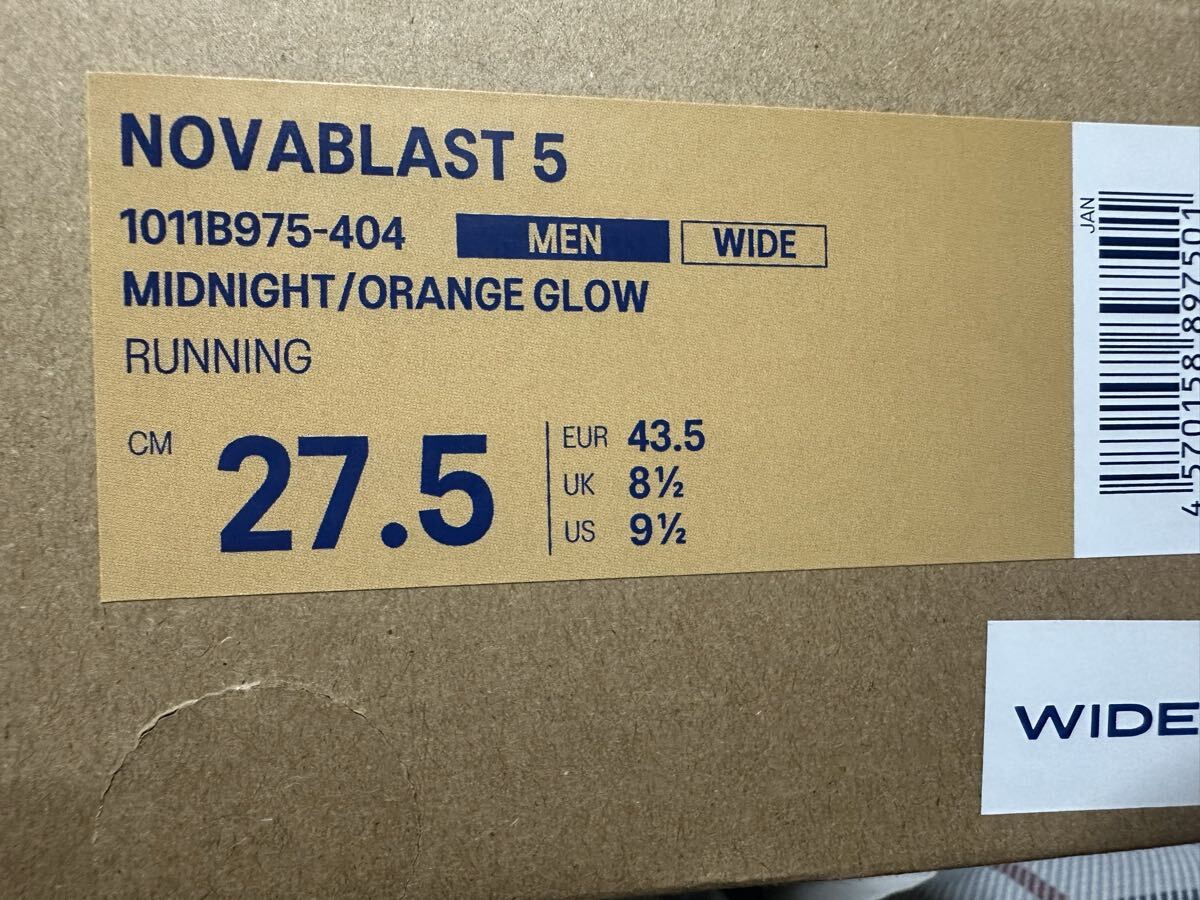 NOVABLAST 5
1011B975-404 MEN WIDE
MIDNIGHT/ORANGE GLOW
RUNNING
CM 27.5
EUR 43.5
UK 8½
US 9½
JAN
4 570158 897501
WIDE